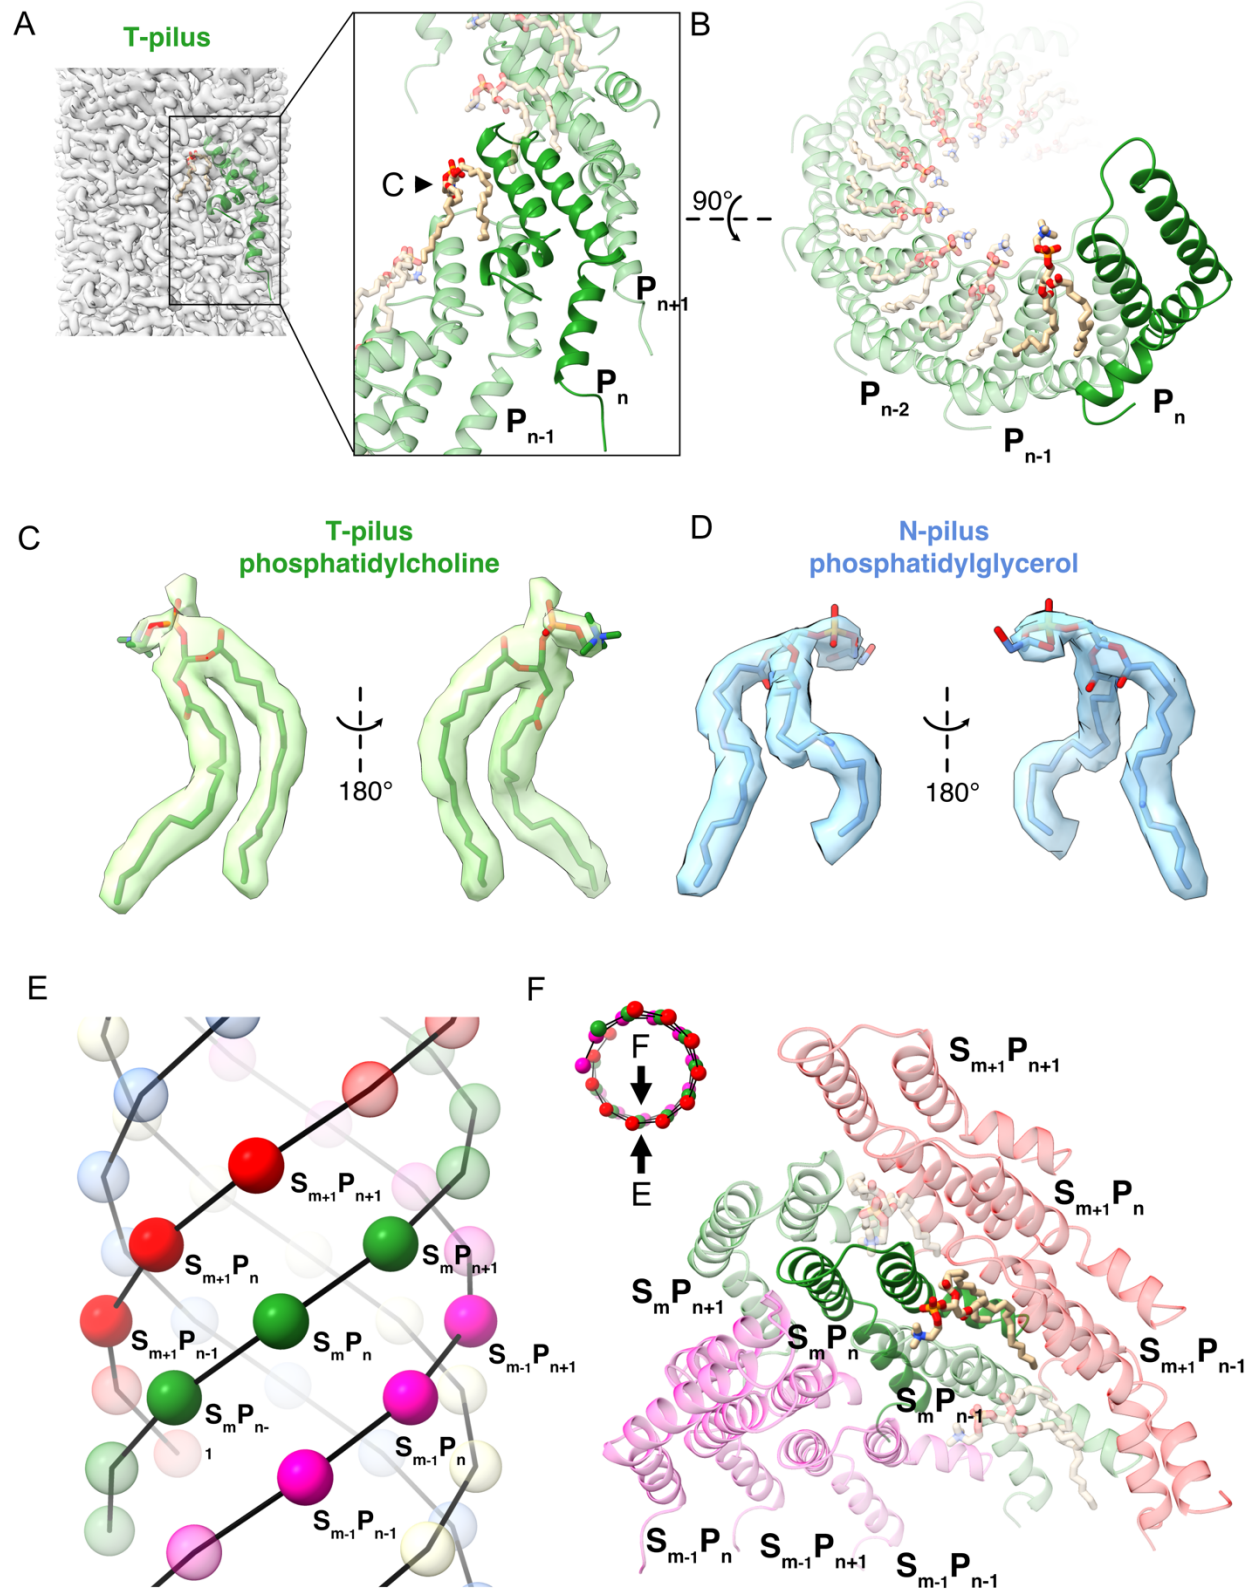 A
T-pilus
C
P n+1
P n
P n-1
B
90°
P n-2
P n-1
P n
C
T-pilus
phosphatidylcholine
180°
D
N-pilus
phosphatidylglycerol
180°
E
S m+1 P n+1
S m+1 P n
S m P n+1
S m+1 P n-1
S m P n
S m-1 P n+1
S m P n-
1
S m-1 P n
S m-1 P n-1
F
F
E
S m+1 P n+1
S m+1 P n
S m P n+1
S m P n
S m+1 P n-1
S m P n-1
S m-1 P n
S m-1 P n+1
S m-1 P n-1